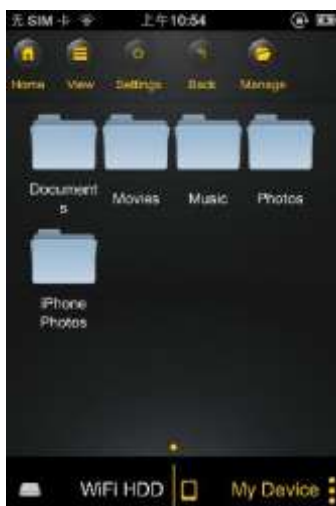 无 SIM 卡 上午10:54
Home View Settings Back Manage
Document
s
Movies Music Photos
iPhone
Photos
WiFi HDD My Device